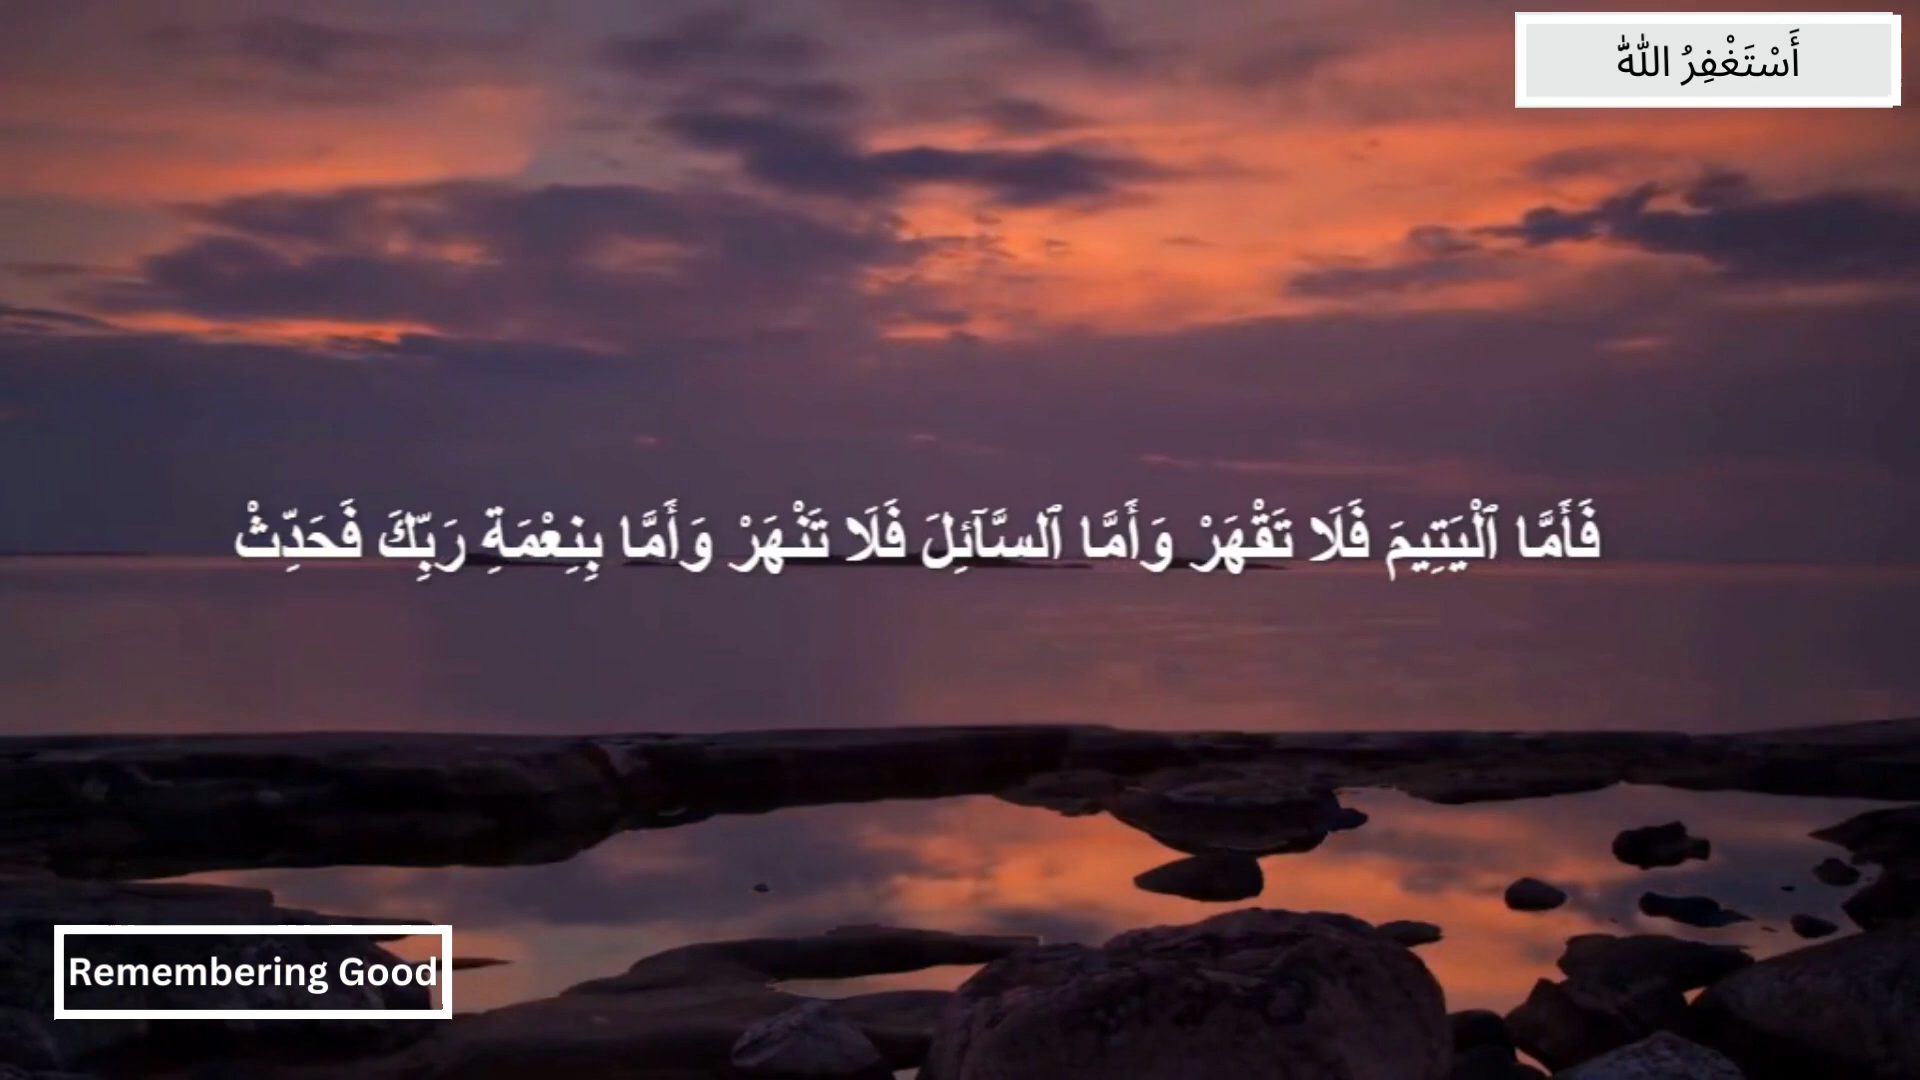 أَسْتَغْفِرُ اللّٰهَ
فَأَمَّا ٱلْيَتِيمَ فَلَا تَقْهَرْ وَأَمَّا ٱلسَّآئِلَ فَلَا تَنْهَرْ وَأَمَّا بِنِعْمَةِ رَبِّكَ فَحَدِّثْ
Remembering Good